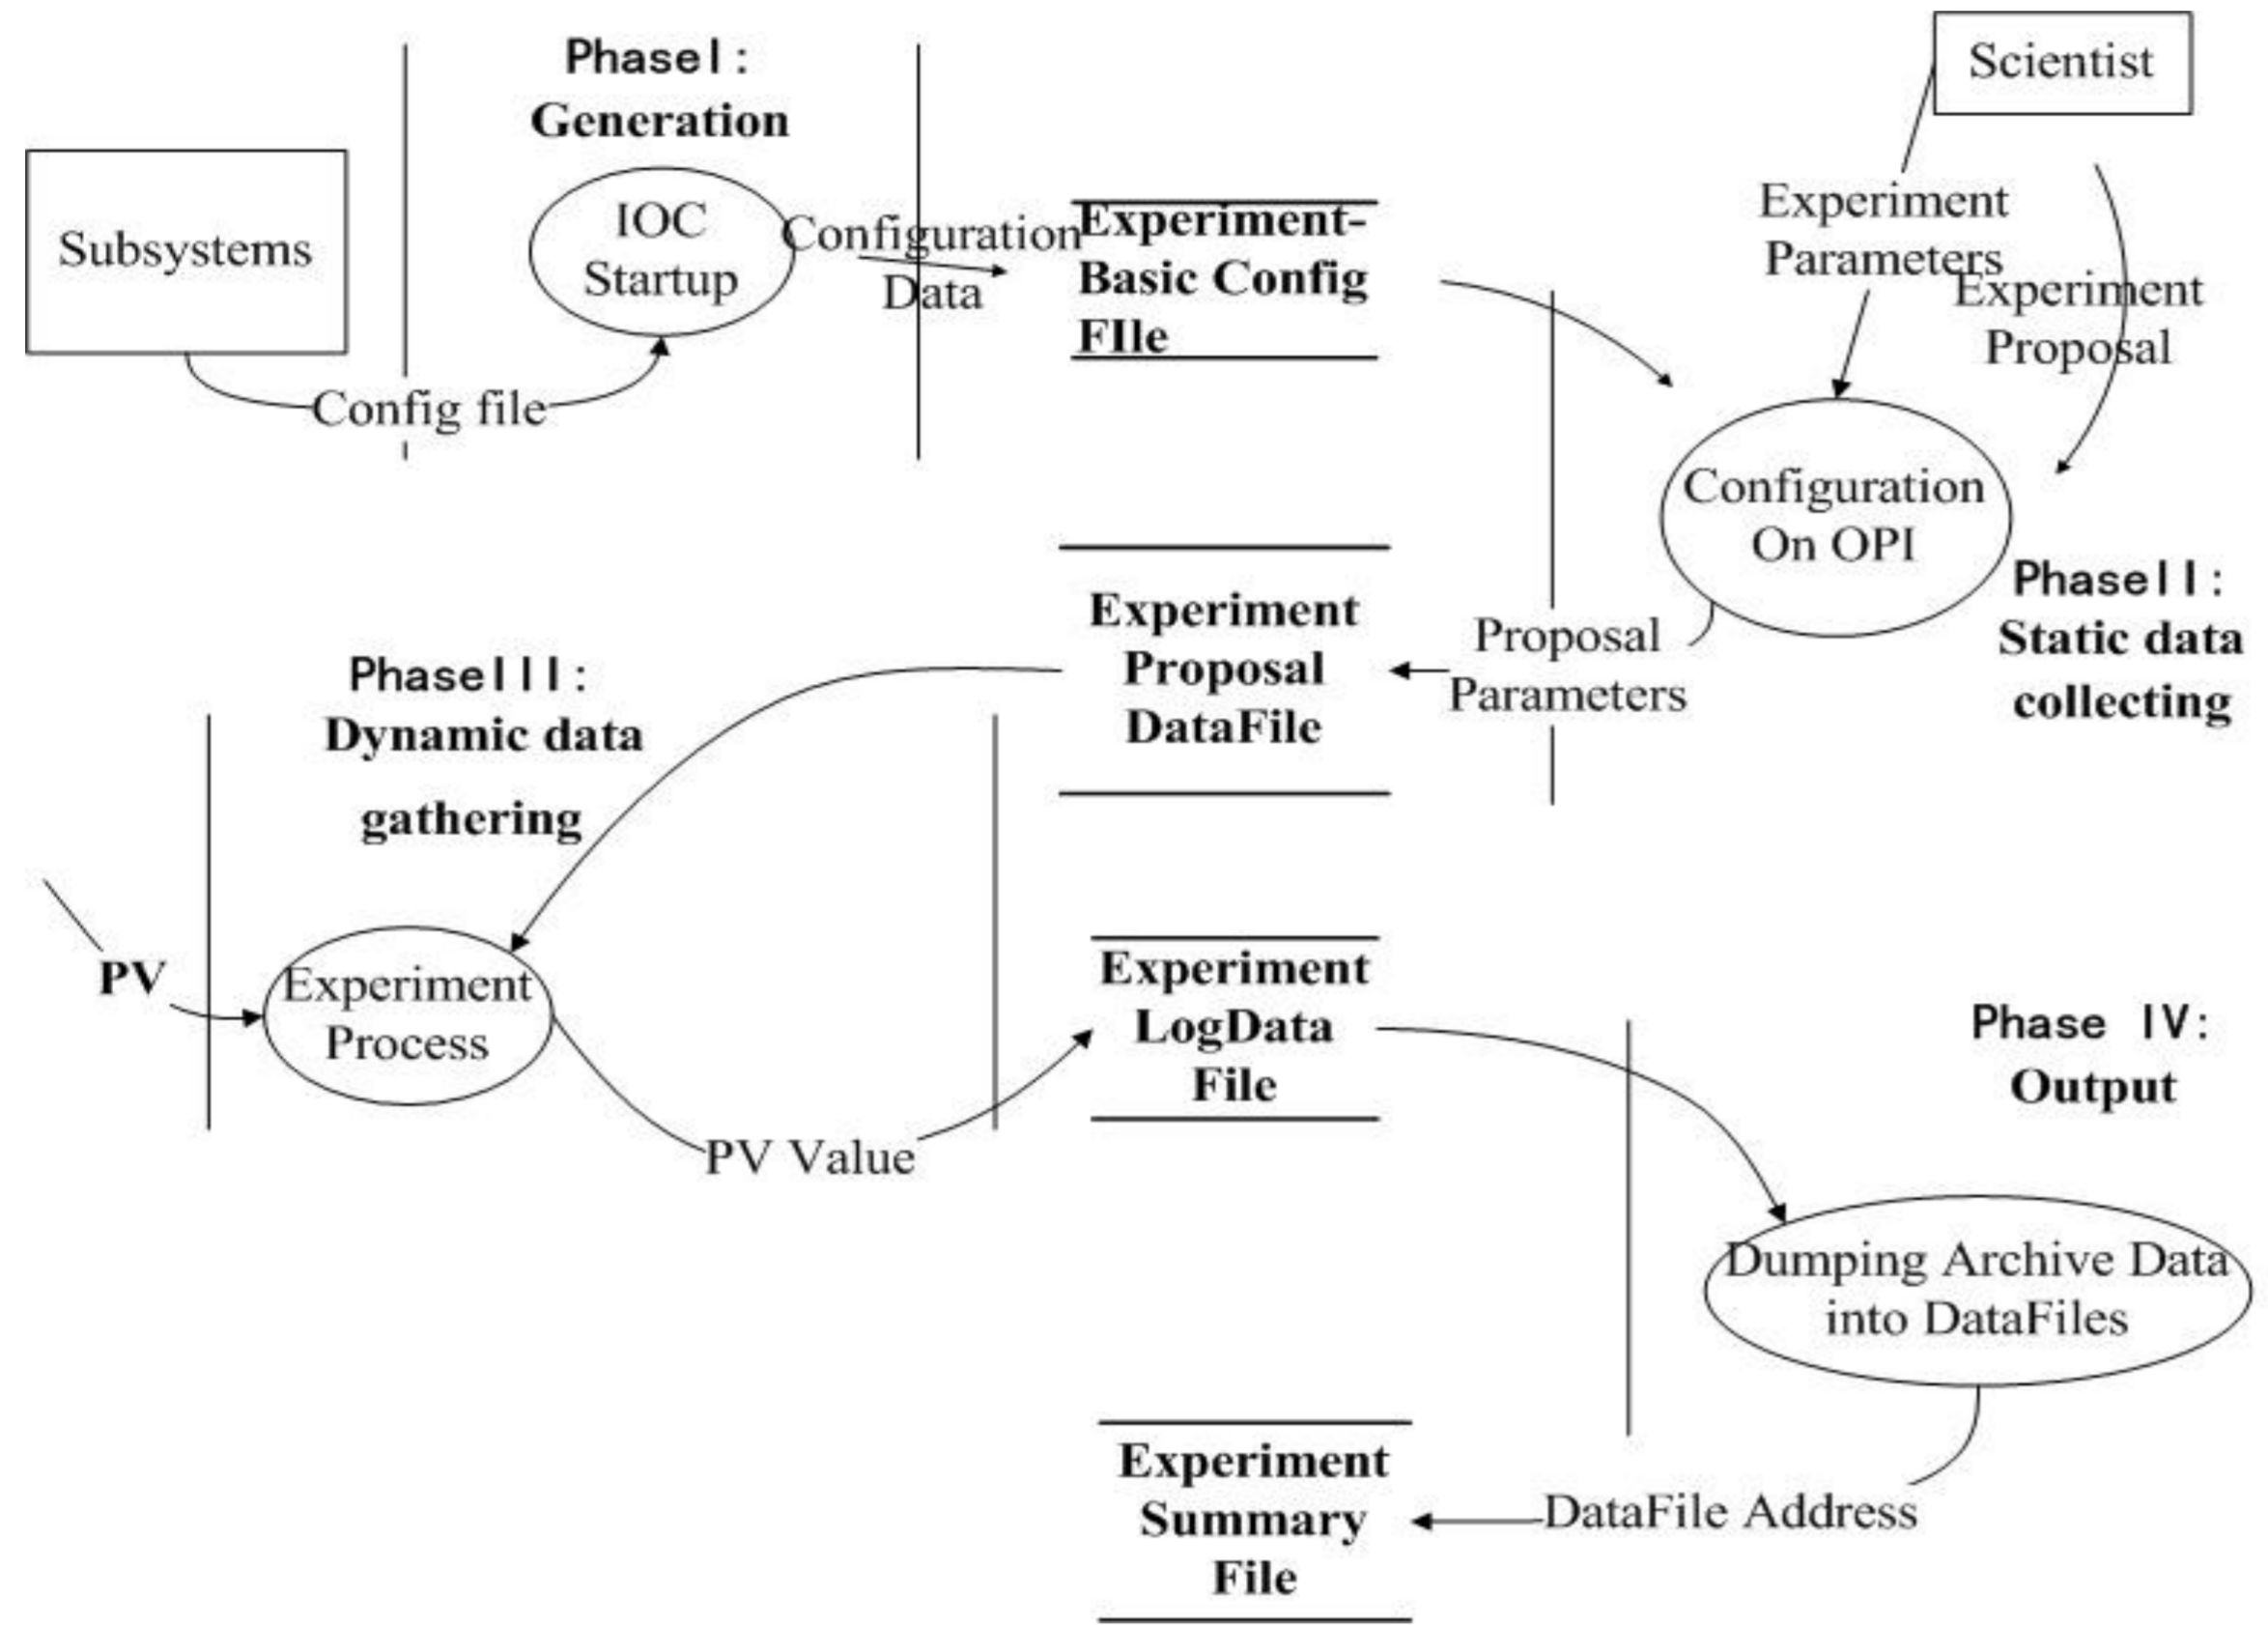 PhaseI:
Generation
Scientist
Subsystems
IOC
Startup
Configuration
Data
Config file
Experiment-
Basic Config
FIle
Experiment
Parameters
Experiment
Proposal
Configuration
On OPI
PhaseII:
Static data
collecting
Proposal
Parameters
Experiment
Proposal
DataFile
PhaseIII:
Dynamic data
gathering
PV
Experiment
Process
PV Value
Experiment
LogData
File
Phase IV:
Output
Dumping Archive Data
into DataFiles
DataFile Address
Experiment
Summary
File